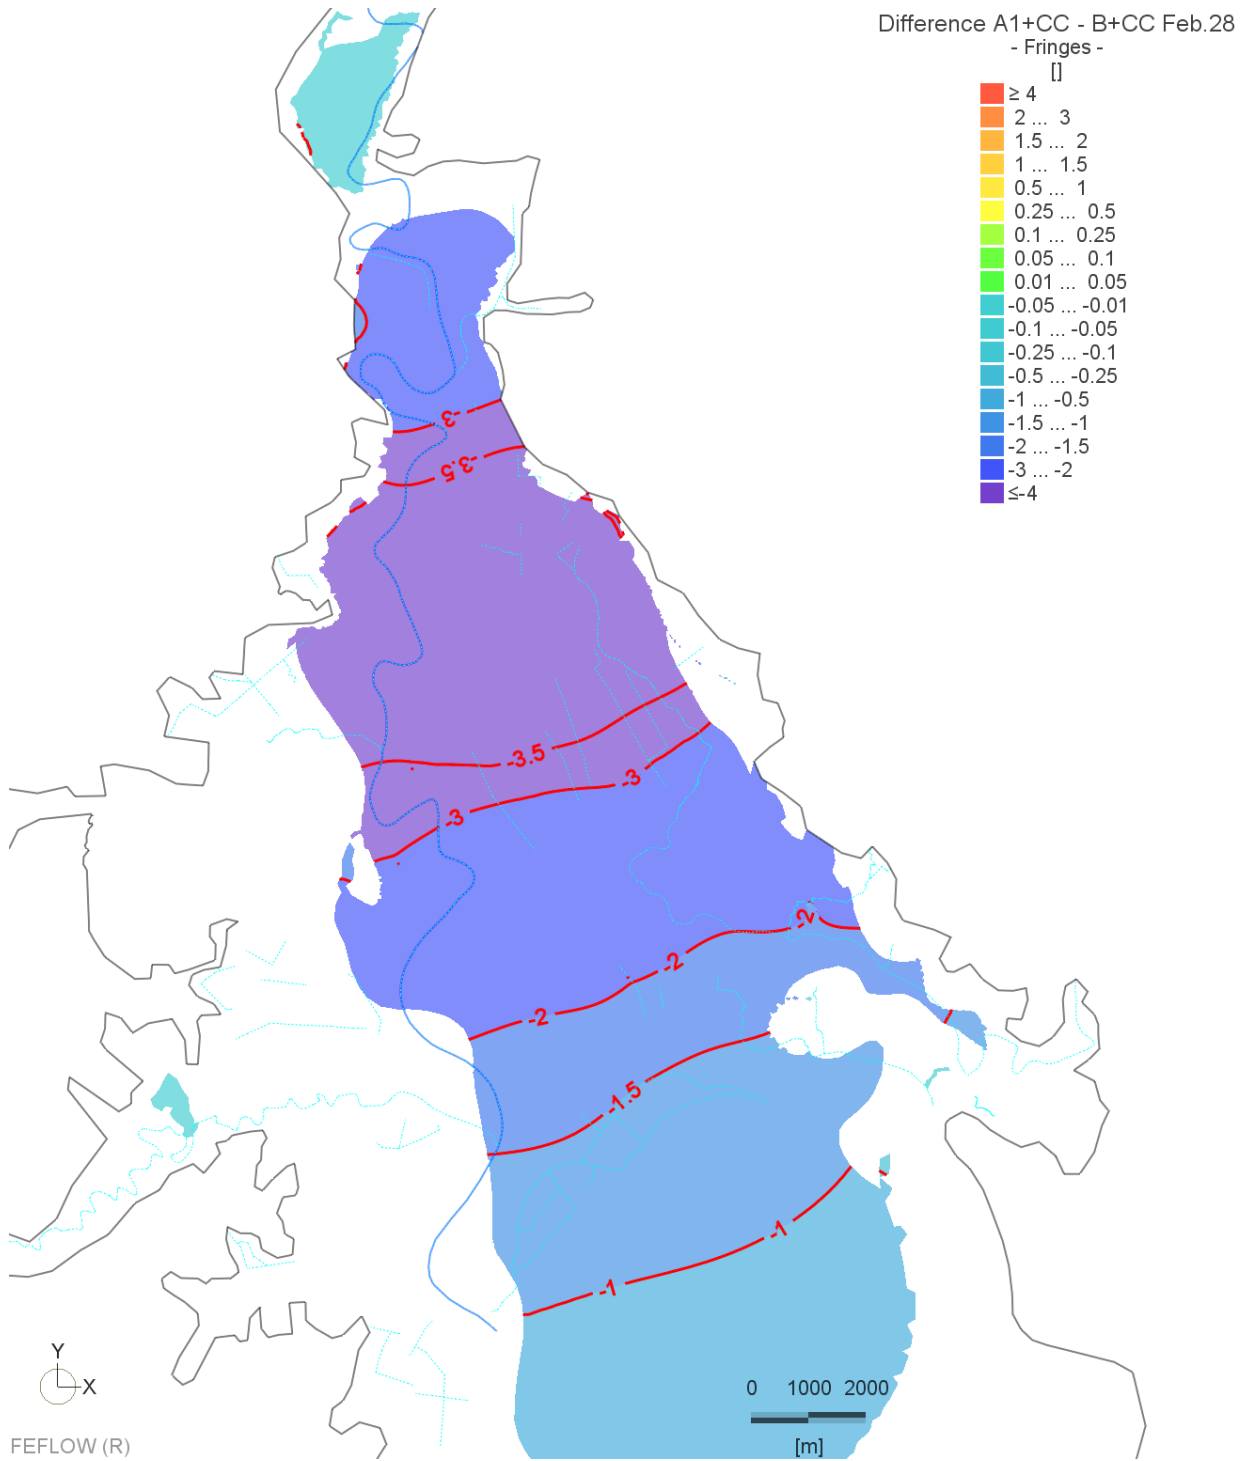 Difference A1+CC - B+CC Feb.28
- Fringes -
[]
≥ 4
2 ... 3
1.5 ... 2
1 ... 1.5
0.5 ... 1
0.25 ... 0.5
0.1 ... 0.25
0.05 ... 0.1
0.01 ... 0.05
-0.05 ... -0.01
-0.1 ... -0.05
-0.25 ... -0.1
-0.5 ... -0.25
-1 ... -0.5
-1.5 ... -1
-2 ... -1.5
-3 ... -2
≤-4
-3
-3.5
-3.5
-3
-3
-2
-2
-2
-1.5
-1
-1
Y
X
0 1000 2000
[m]
FEFLOW (R)